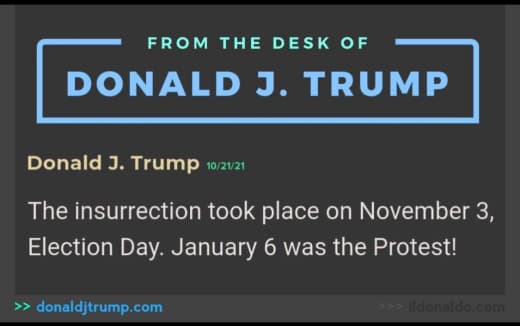 FROM THE DESK OF
DONALD J. TRUMP
Donald J. Trump 10/21/21
The insurrection took place on November 3,
Election Day. January 6 was the Protest!
>> donaldjtrump.com >>> ildonaldo.com